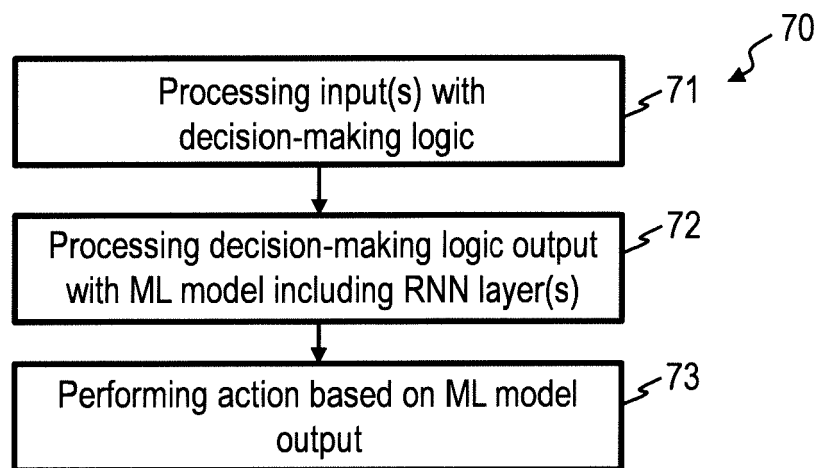 70
Processing input(s) with
decision-making logic
71
Processing decision-making logic output
with ML model including RNN layer(s)
72
Performing action based on ML model
output
73